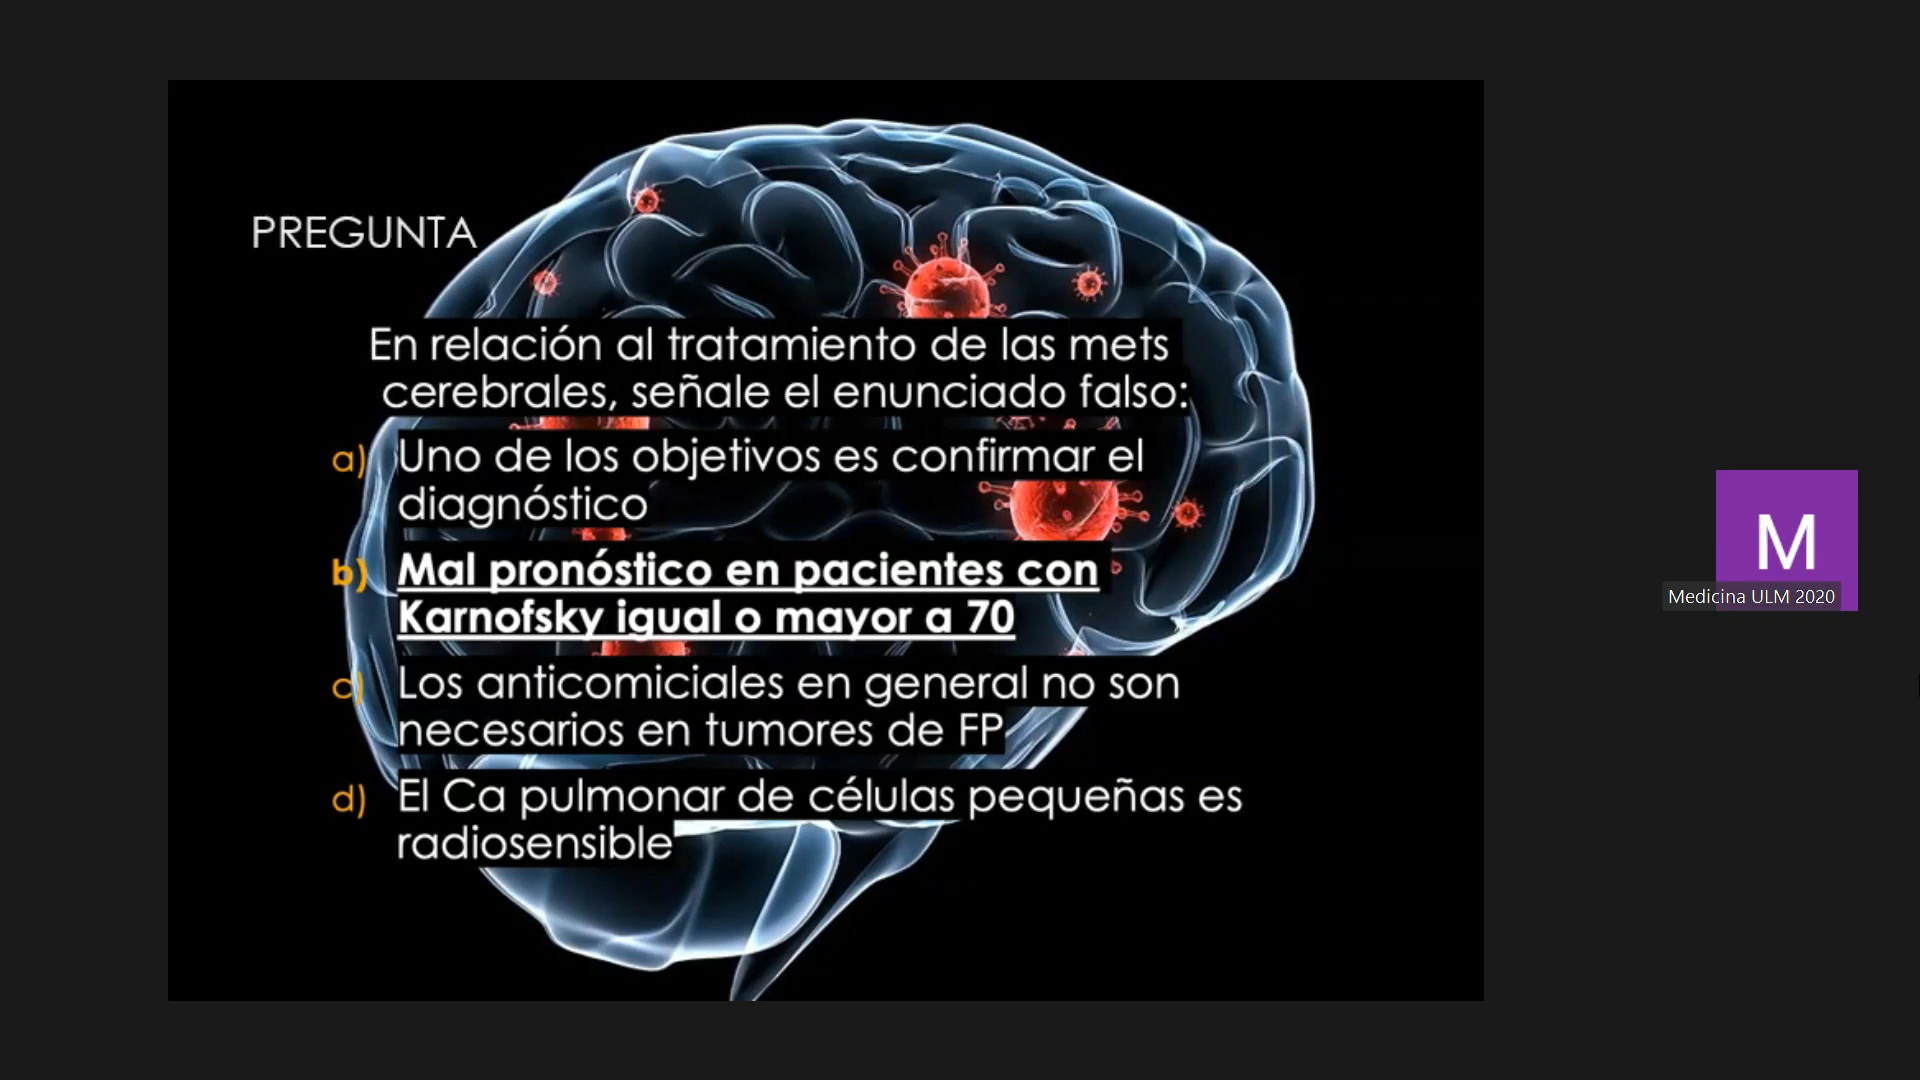 PREGUNTA
En relación al tratamiento de las mets
cerebrales, señale el enunciado falso:
a) Uno de los objetivos es confirmar el
diagnóstico
b) Mal pronóstico en pacientes con
Karnofsky igual o mayor a 70
c) Los anticomiciales en general no son
necesarios en tumores de FP
d) El Ca pulmonar de células pequeñas es
radiosensible
M
Medicina ULM 2020